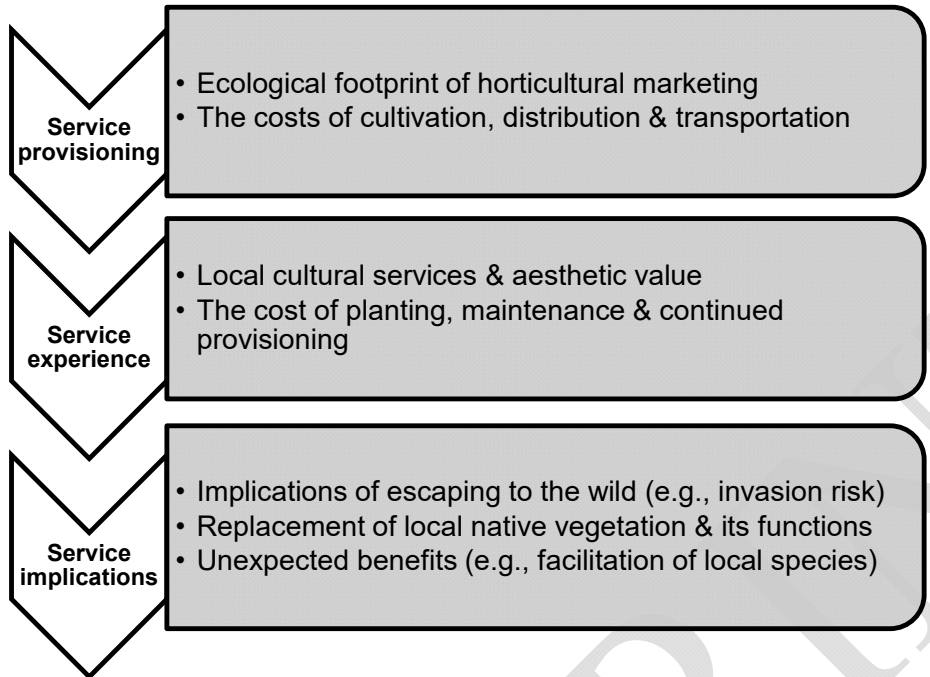 Service
provisioning
• Ecological footprint of horticultural marketing
• The costs of cultivation, distribution & transportation
Service
experience
• Local cultural services & aesthetic value
• The cost of planting, maintenance & continued
provisioning
Service
implications
• Implications of escaping to the wild (e.g., invasion risk)
• Replacement of local native vegetation & its functions
• Unexpected benefits (e.g., facilitation of local species)